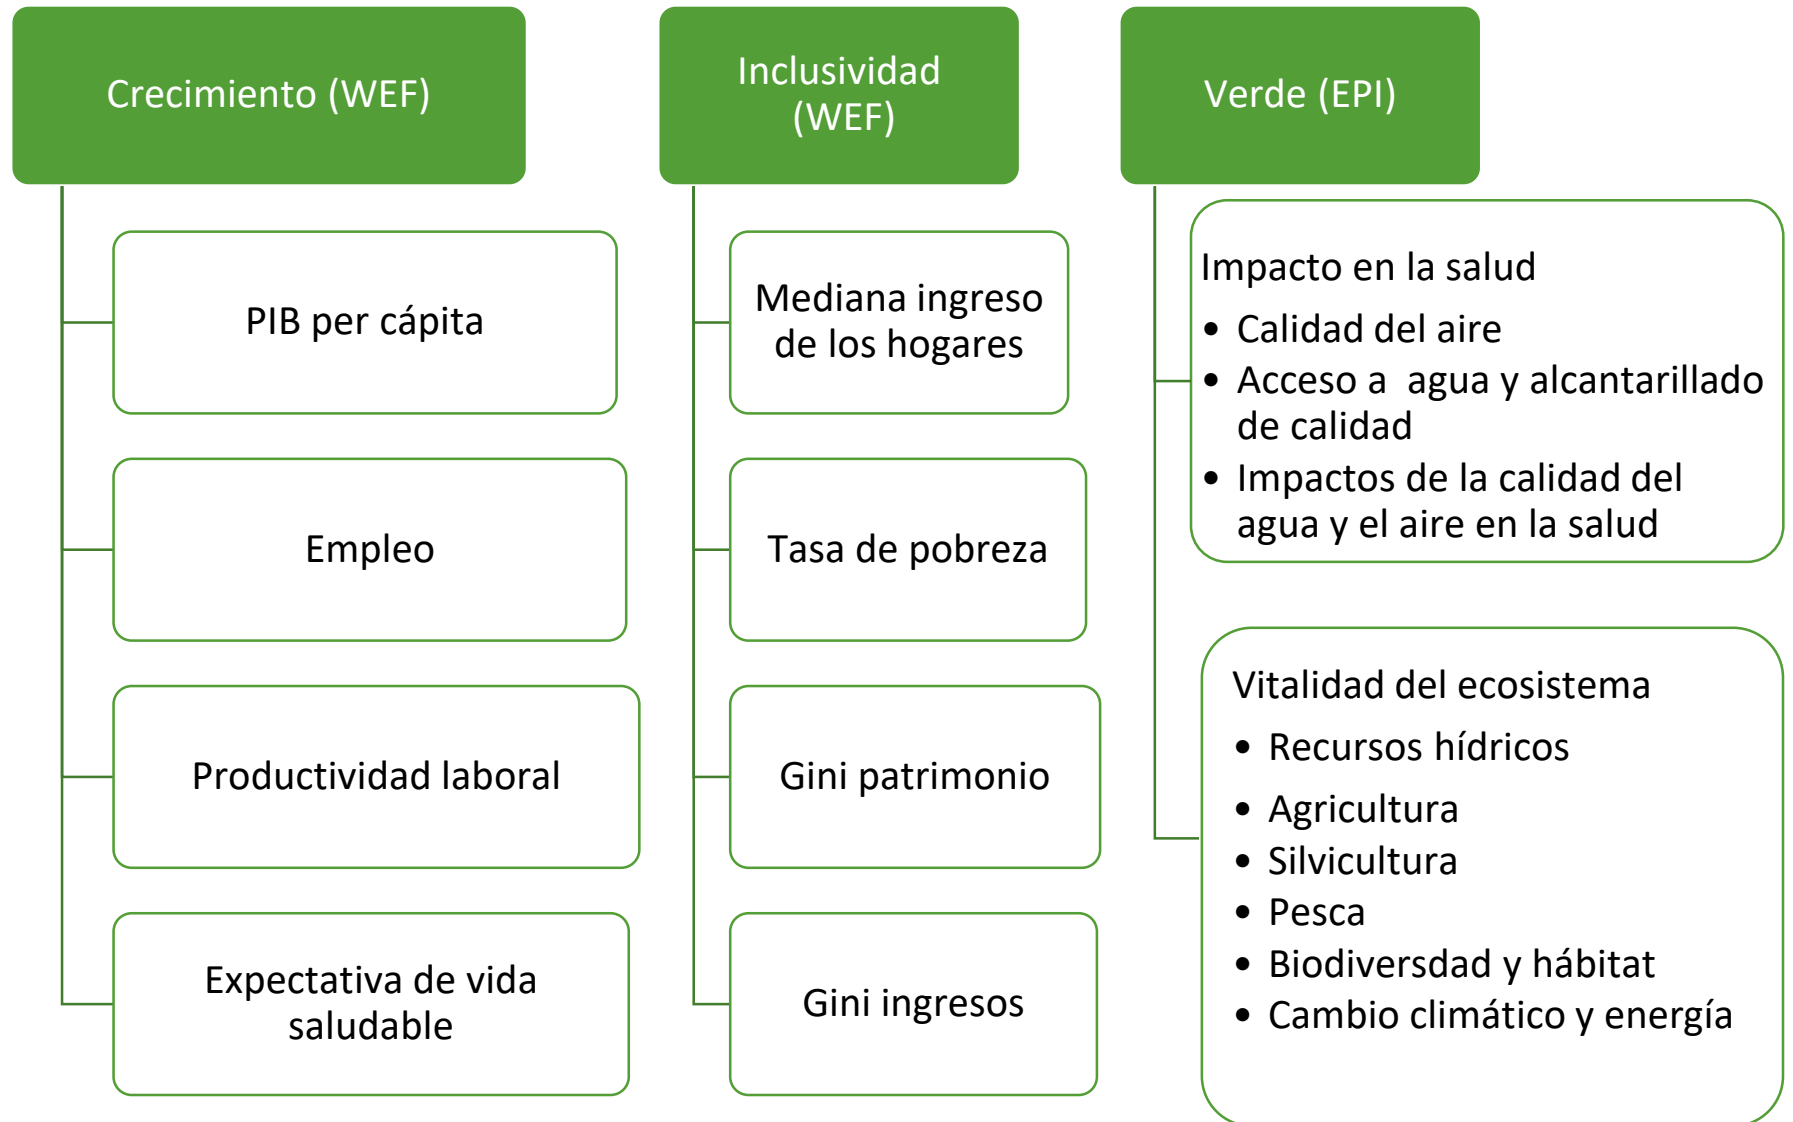 Crecimiento (WEF)
PIB per cápita
Empleo
Productividad laboral
Expectativa de vida
saludable
Inclusividad
(WEF)
Mediana ingreso
de los hogares
Tasa de pobreza
Gini patrimonio
Gini ingresos
Verde (EPI)
Impacto en la salud
• Calidad del aire
• Acceso a agua y alcantarillado
de calidad
• Impactos de la calidad del
agua y el aire en la salud
Vitalidad del ecosistema
• Recursos hídricos
• Agricultura
• Silvicultura
• Pesca
• Biodiversdad y hábitat
• Cambio climático y energía